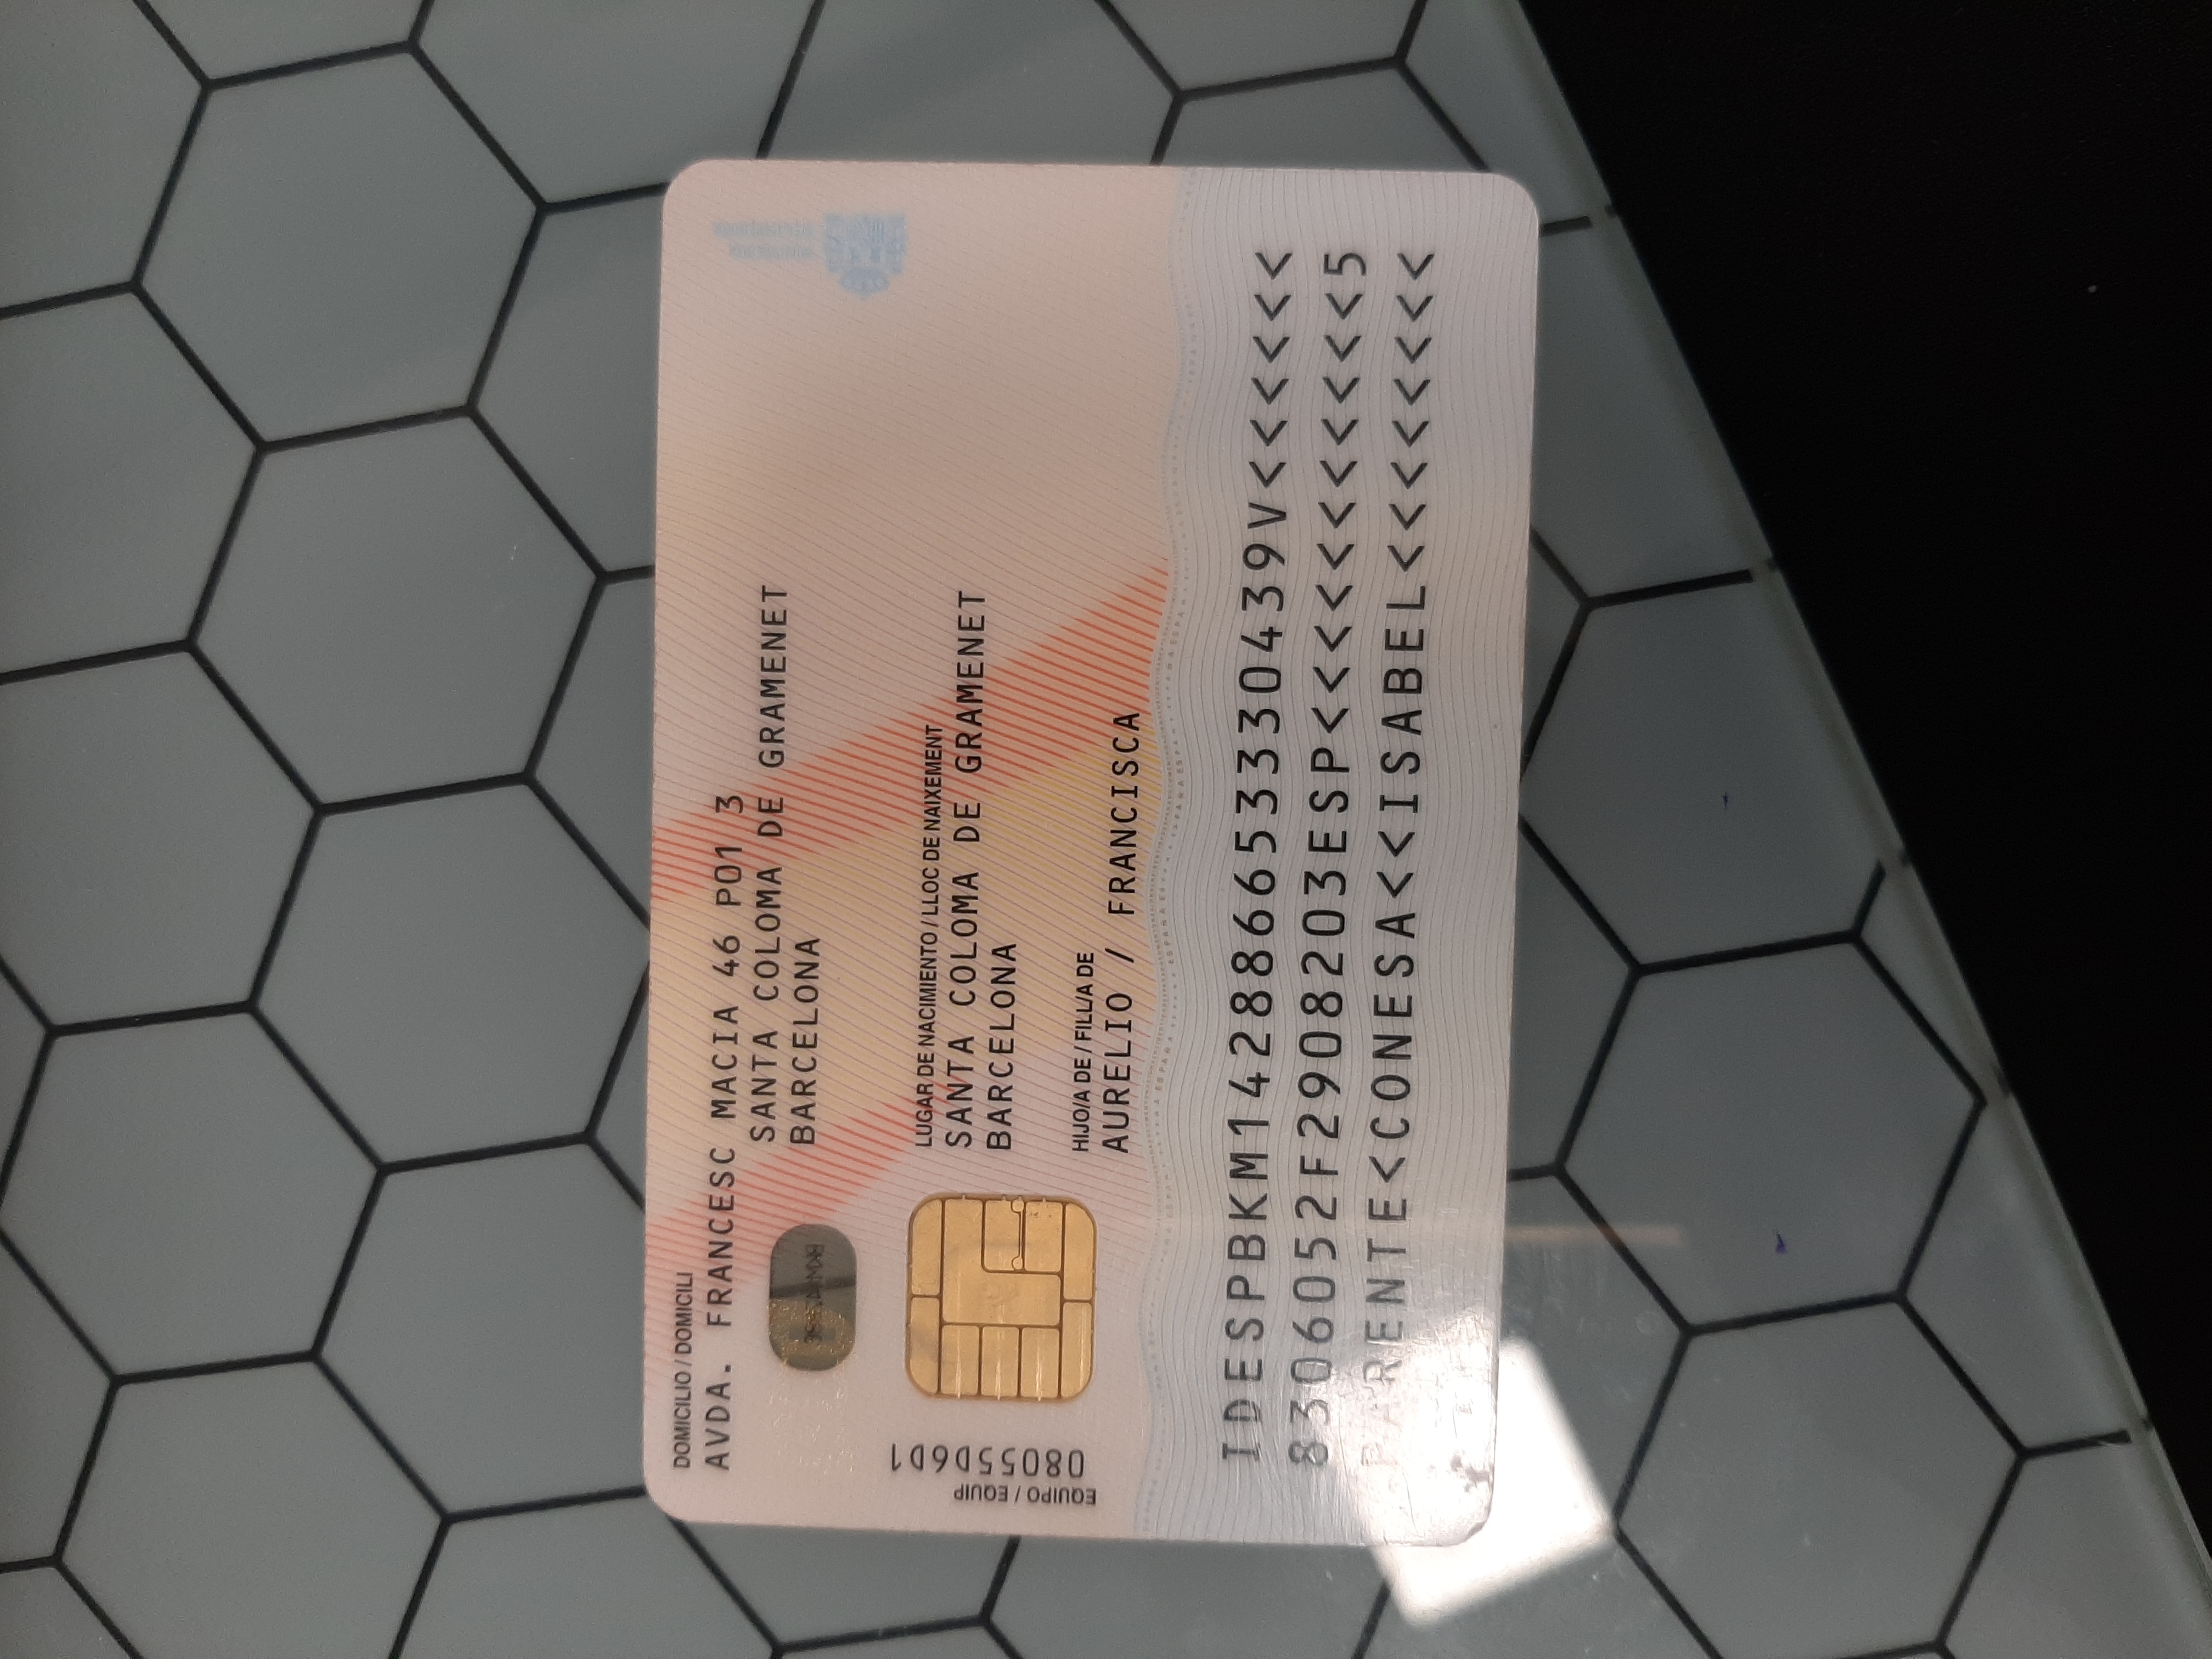 DOMICILIO / DOMICILI
AVDA. FRANCESC MACIA 46 P01 3
SANTA COLOMA DE GRAMENET
BARCELONA
EQUIPO / EQUIP
08055D6D1
LUGAR DE NACIMIENTO / LLOC DE NAIXEMENT
SANTA COLOMA DE GRAMENET
BARCELONA
HIJO/A DE / FILL/A DE
AURELIO / FRANCISCA
IDESPBKM142886653330439V<<<<<<
8306052F2908203ESP<<<<<<<<<<<5
PARENTE<CONESA<<ISABEL<<<<<<<<